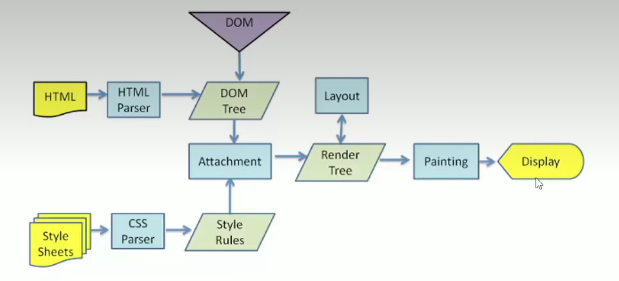 DOM
HTML
HTML
Parser
DOM
Tree
Layout
Attachment
Render
Tree
Painting
Display
Style
Sheets
CSS
Parser
Style
Rules